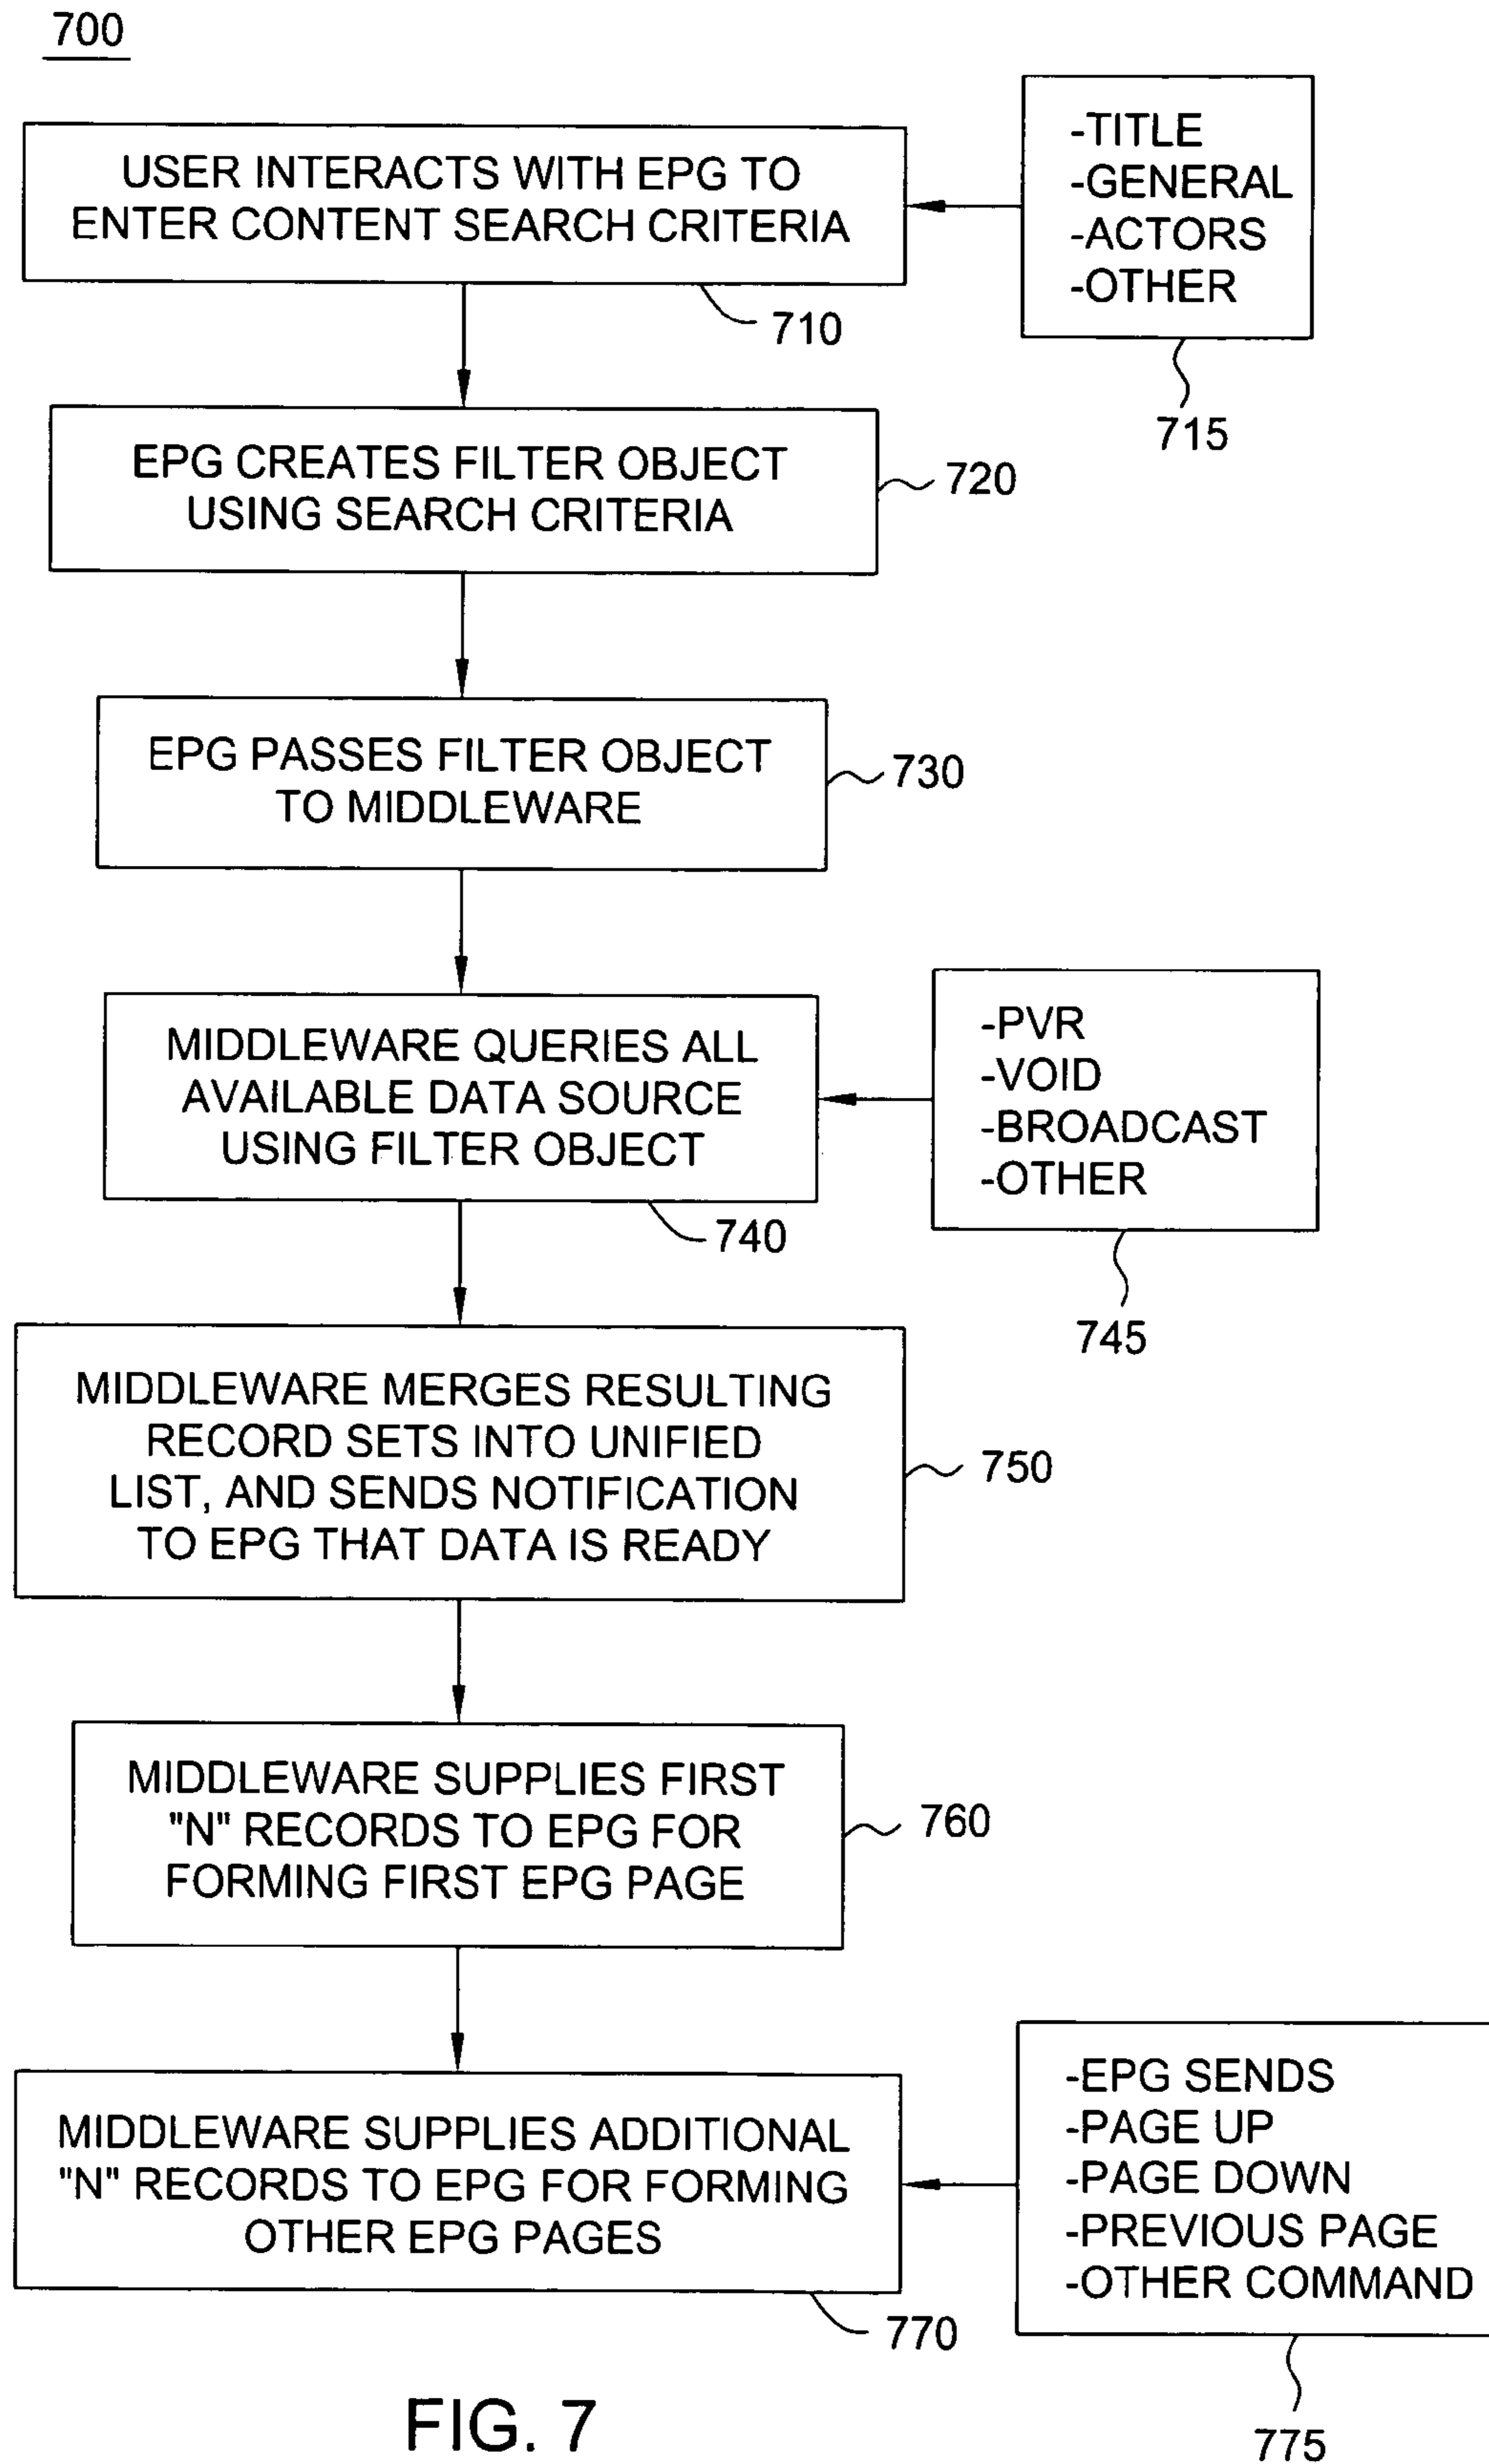 700
USER INTERACTS WITH EPG TO
ENTER CONTENT SEARCH CRITERIA
710
-TITLE
-GENERAL
-ACTORS
-OTHER
715
EPG CREATES FILTER OBJECT
USING SEARCH CRITERIA
720
EPG PASSES FILTER OBJECT
TO MIDDLEWARE
730
MIDDLEWARE QUERIES ALL
AVAILABLE DATA SOURCE
USING FILTER OBJECT
740
-PVR
-VOID
-BROADCAST
-OTHER
745
MIDDLEWARE MERGES RESULTING
RECORD SETS INTO UNIFIED
LIST, AND SENDS NOTIFICATION
TO EPG THAT DATA IS READY
750
MIDDLEWARE SUPPLIES FIRST
"N" RECORDS TO EPG FOR
FORMING FIRST EPG PAGE
760
MIDDLEWARE SUPPLIES ADDITIONAL
"N" RECORDS TO EPG FOR FORMING
OTHER EPG PAGES
770
-EPG SENDS
-PAGE UP
-PAGE DOWN
-PREVIOUS PAGE
-OTHER COMMAND
775
FIG. 7